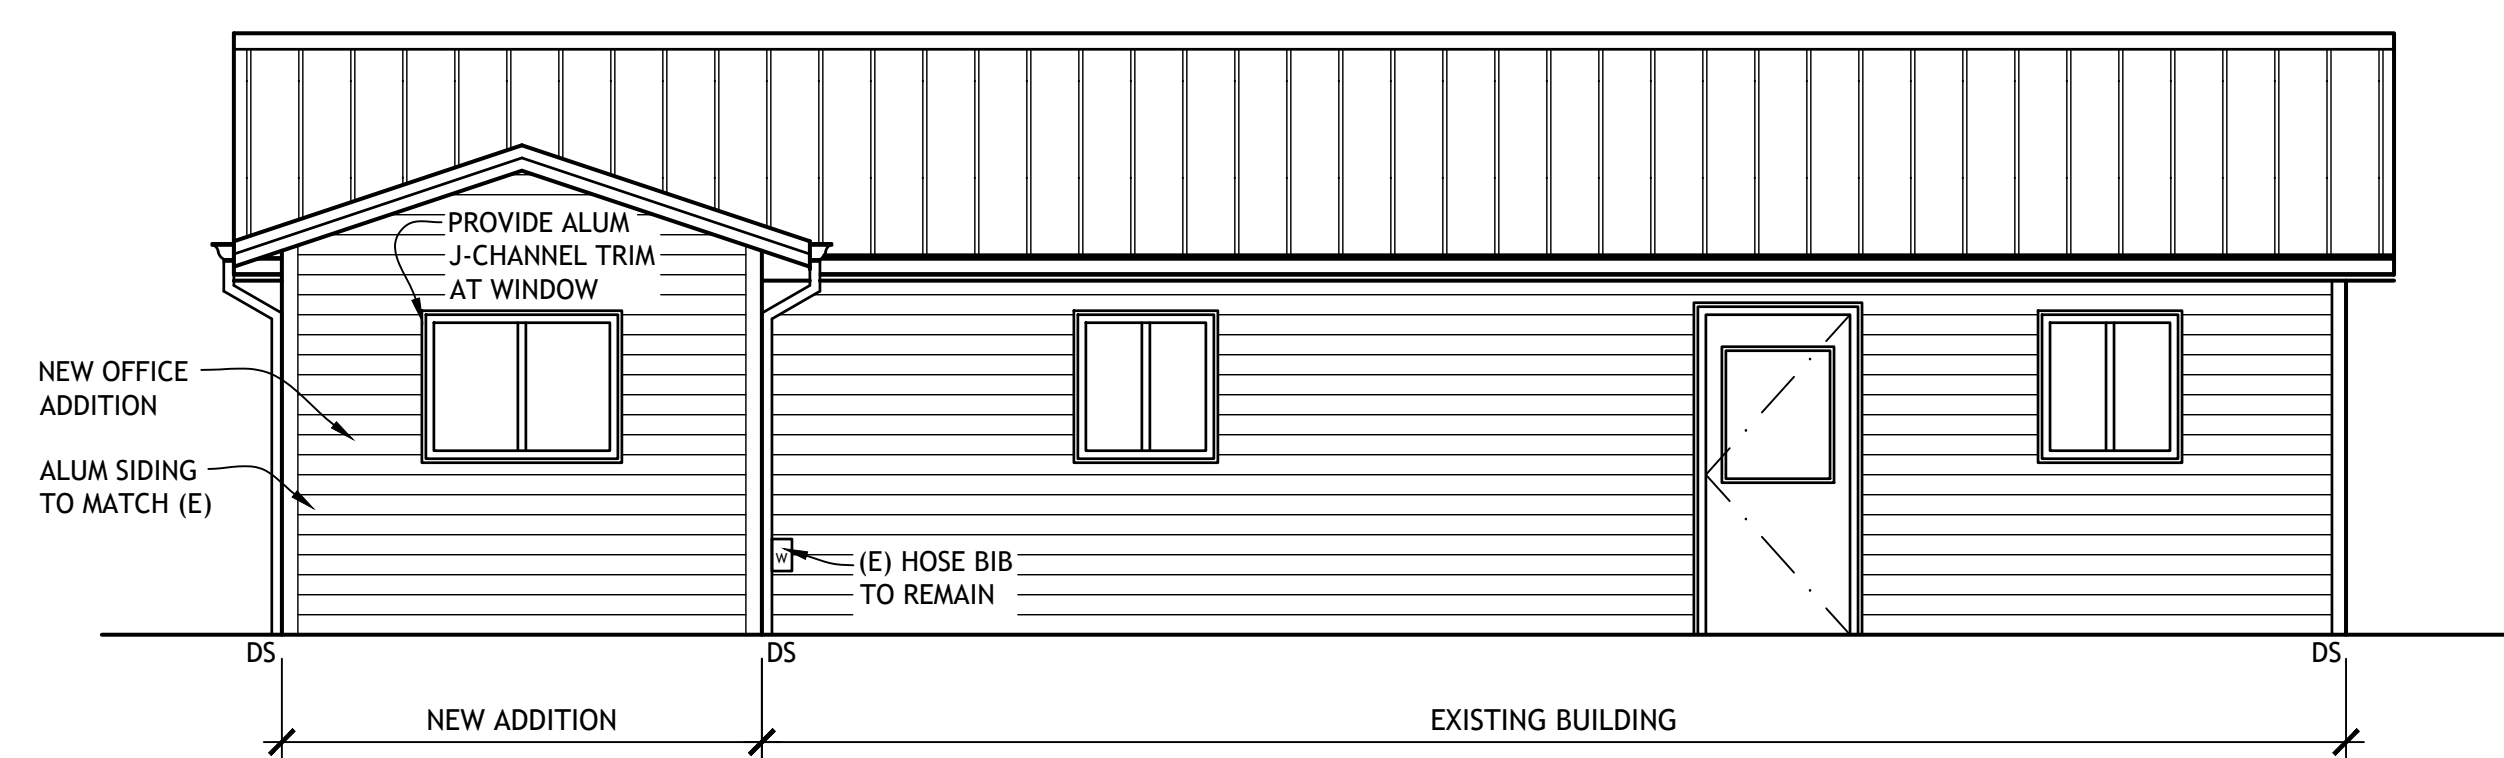 PROVIDE ALUM
J-CHANNEL TRIM
AT WINDOW
NEW OFFICE
ADDITION
ALUM SIDING
TO MATCH (E)
W
(E) HOSE BIB
TO REMAIN
DS
DS
DS
NEW ADDITION
EXISTING BUILDING